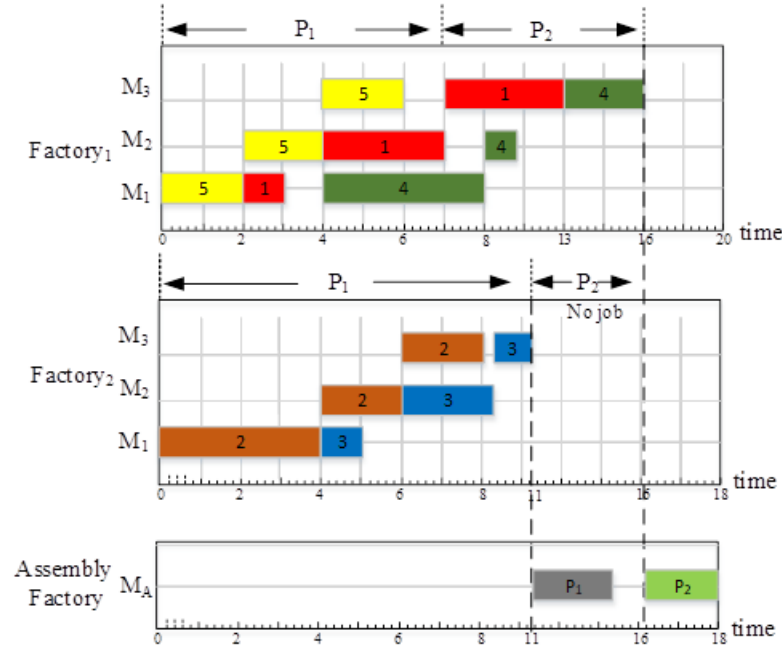 P₁ P₂
M₃ 5 1 4
Factory₁ M₂ 5 1 4
M₁ 5 1 4
0 2 4 6 8 13 16 20 time
P₁ P₂
No job
M₃ 2 3
Factory₂ M₂ 2 3
M₁ 2 3
0 2 4 6 8 11 16 18 time
Assembly
Factory M_A P₁ P₂
0 2 4 6 8 11 16 18 time